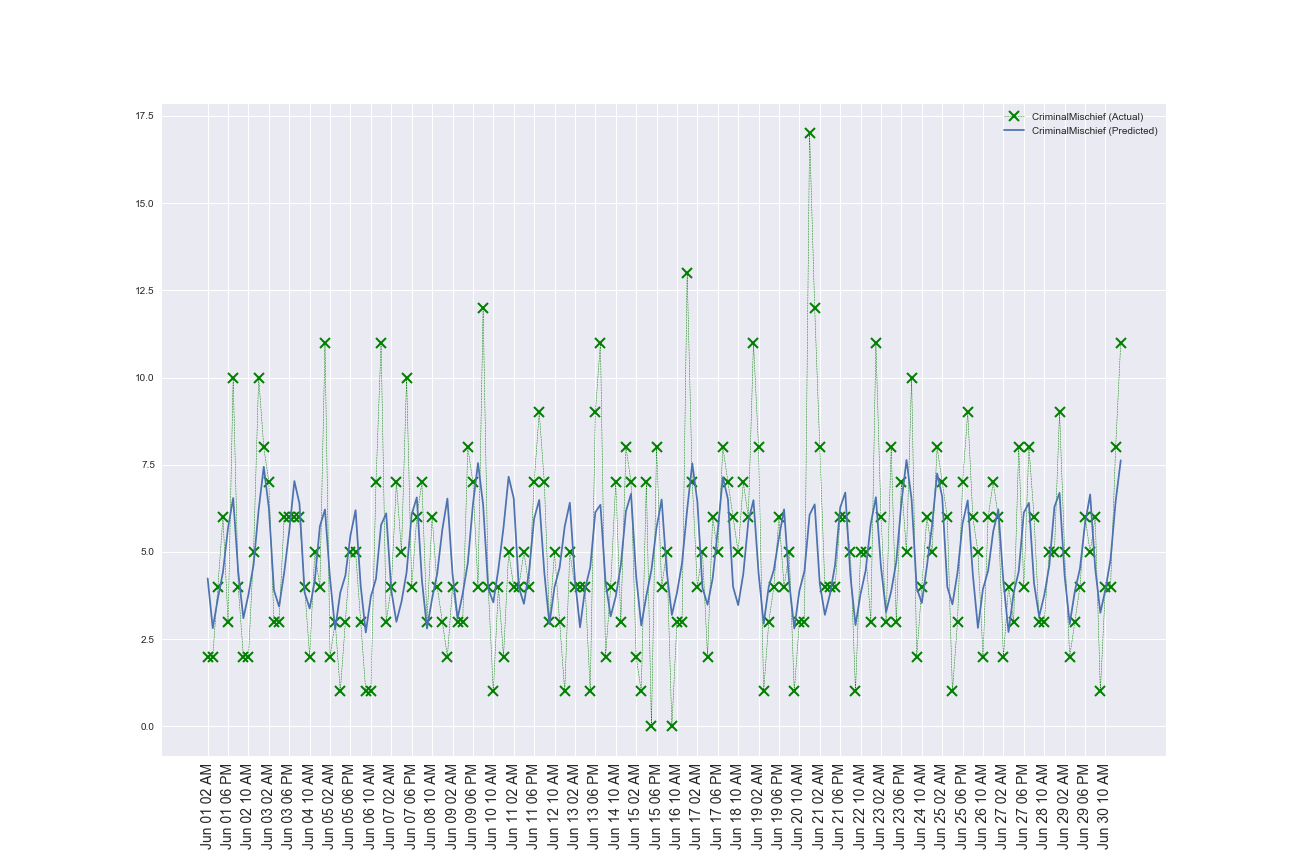 17.5
CriminalMischief (Actual)
CriminalMischief (Predicted)
15.0
12.5
10.0
7.5
5.0
2.5
0.0
Jun 01 02 AM
Jun 01 06 PM
Jun 02 10 AM
Jun 03 02 AM
Jun 03 06 PM
Jun 04 10 AM
Jun 05 02 AM
Jun 05 06 PM
Jun 06 10 AM
Jun 07 02 AM
Jun 07 06 PM
Jun 08 10 AM
Jun 09 02 AM
Jun 09 06 PM
Jun 10 10 AM
Jun 11 02 AM
Jun 11 06 PM
Jun 12 10 AM
Jun 13 02 AM
Jun 13 06 PM
Jun 14 10 AM
Jun 15 02 AM
Jun 15 06 PM
Jun 16 10 AM
Jun 17 02 AM
Jun 17 06 PM
Jun 18 10 AM
Jun 19 02 AM
Jun 19 06 PM
Jun 20 10 AM
Jun 21 02 AM
Jun 21 06 PM
Jun 22 10 AM
Jun 23 02 AM
Jun 23 06 PM
Jun 24 10 AM
Jun 25 02 AM
Jun 25 06 PM
Jun 26 10 AM
Jun 27 02 AM
Jun 27 06 PM
Jun 28 10 AM
Jun 29 02 AM
Jun 29 06 PM
Jun 30 10 AM